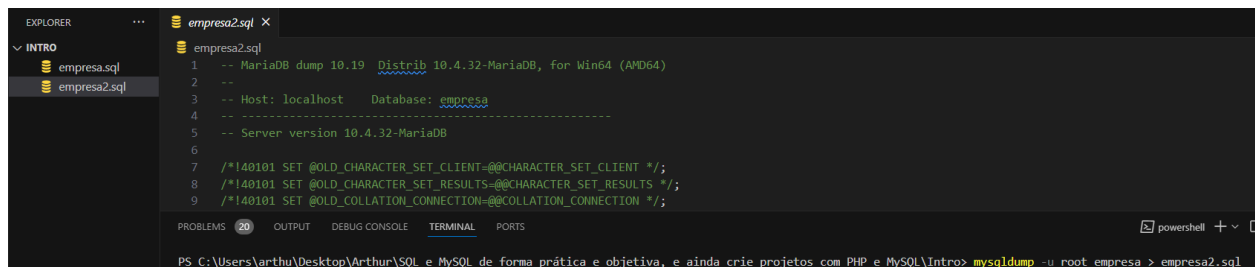 EXPLORER ...
empresa2.sql ×
INTRO
empresa.sql
empresa2.sql
empresa2.sql
1 -- MariaDB dump 10.19 Distrib 10.4.32-MariaDB, for Win64 (AMD64)
2 --
3 -- Host: localhost Database: empresa
4 -- ------------------------------------------------------
5 -- Server version 10.4.32-MariaDB
6
7 /*!40101 SET @OLD_CHARACTER_SET_CLIENT=@@CHARACTER_SET_CLIENT */;
8 /*!40101 SET @OLD_CHARACTER_SET_RESULTS=@@CHARACTER_SET_RESULTS */;
9 /*!40101 SET @OLD_COLLATION_CONNECTION=@@COLLATION_CONNECTION */;
PROBLEMS 20 OUTPUT DEBUG CONSOLE TERMINAL PORTS powershell
PS C:\Users\arthu\Desktop\Arthur\SQL e MySQL de forma prática e objetiva, e ainda crie projetos com PHP e MySQL\Intro> mysqldump -u root empresa > empresa2.sql